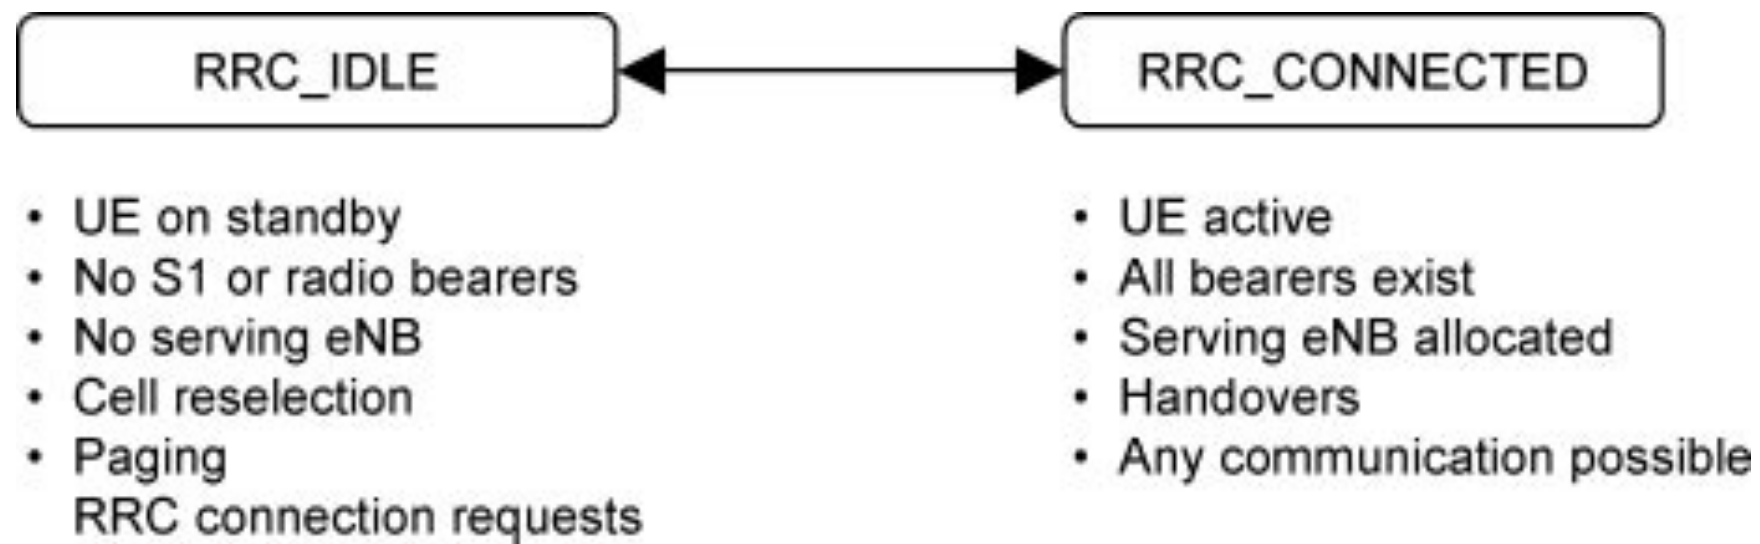 RRC_IDLE
RRC_CONNECTED
• UE on standby
• No S1 or radio bearers
• No serving eNB
• Cell reselection
• Paging
RRC connection requests
• UE active
• All bearers exist
• Serving eNB allocated
• Handovers
• Any communication possible